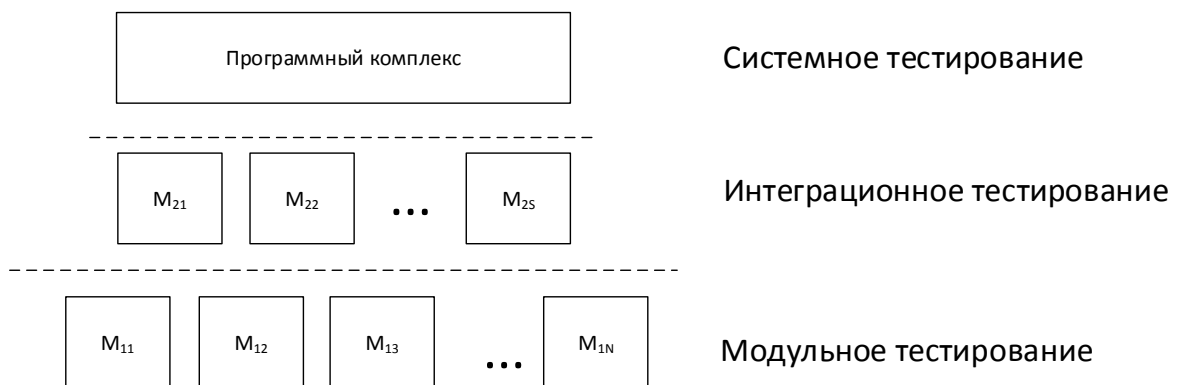 Программный комплекс Системное тестирование
M21 M22 ... M2S Интеграционное тестирование
M11 M12 M13 ... M1N Модульное тестирование